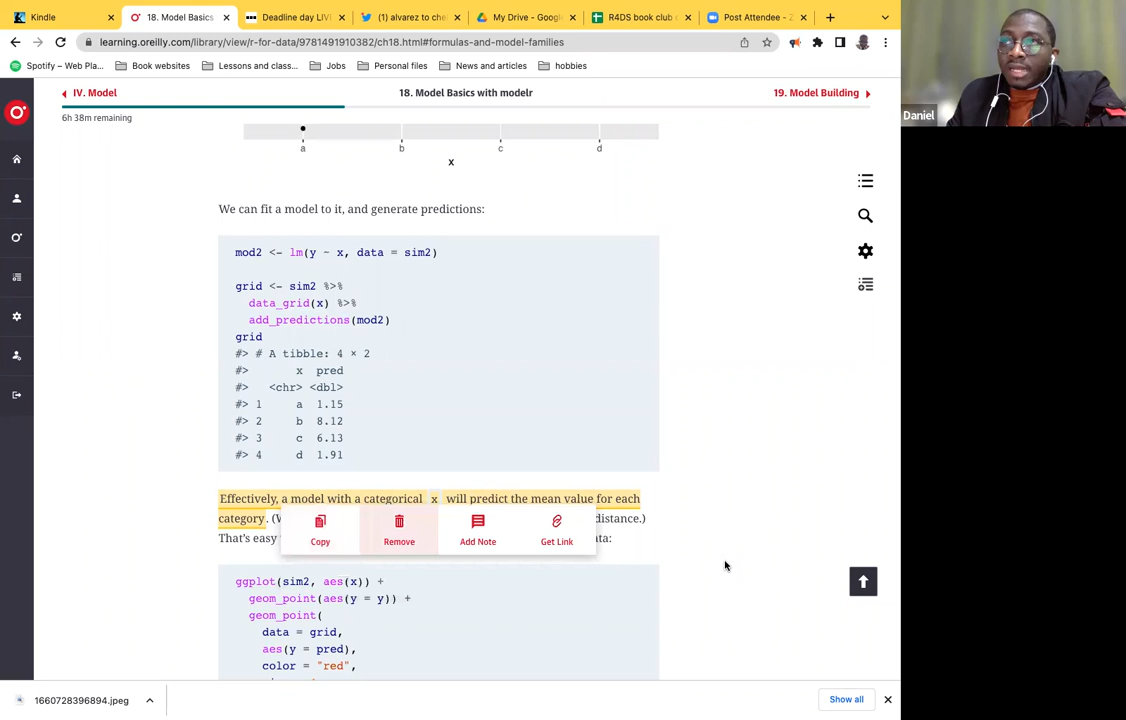 Kindle
18. Model Basics
Deadline day LIV
(1) alvarez to che
My Drive - Google
R4DS book club
Post Attendee - Z
learning.oreilly.com/library/view/r-for-data/9781491910382/ch18.html#formulas-and-model-families
Spotify – Web Pla...
Book websites
Lessons and class...
Jobs
Personal files
News and articles
hobbies
Daniel
IV. Model
18. Model Basics with modelr
19. Model Building
6h 38m remaining
a b c d
x
We can fit a model to it, and generate predictions:
mod2 <- lm(y ~ x, data = sim2)
grid <- sim2 %>%
data_grid(x) %>%
add_predictions(mod2)
grid
#> # A tibble: 4 × 2
#> x pred
#> <chr> <dbl>
#> 1 a 1.15
#> 2 b 8.12
#> 3 c 6.13
#> 4 d 1.91
Effectively, a model with a categorical x will predict the mean value for each
category. (W distance.)
That's easy ata:
Copy
Remove
Add Note
Get Link
ggplot(sim2, aes(x)) +
geom_point(aes(y = y)) +
geom_point(
data = grid,
aes(y = pred),
color = "red",
1660728396894.jpeg
Show all